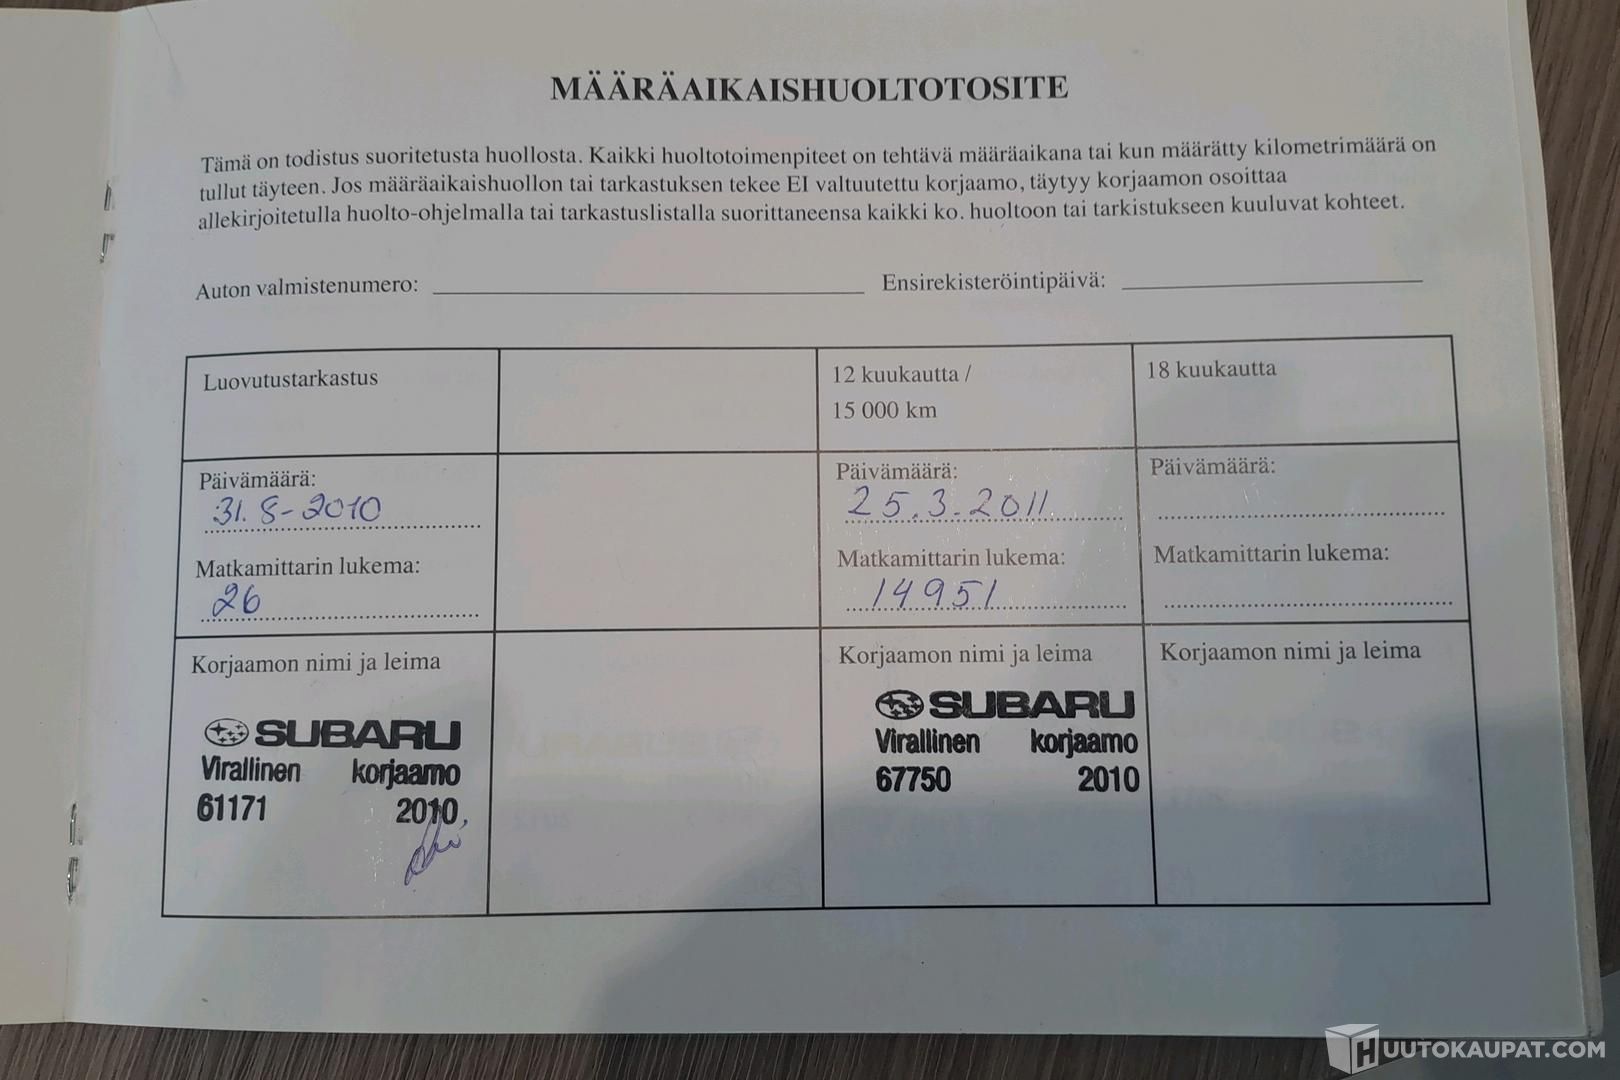 MÄÄRÄAIKAISHUOLTOTOSITE
Tämä on todistus suoritetusta huollosta. Kaikki huoltotoimenpiteet on tehtävä määräaikana tai kun määrätty kilometrimäärä on
tullut täyteen. Jos määräaikaishuollon tai tarkastuksen tekee EI valtuutettu korjaamo, täytyy korjaamon osoittaa
allekirjoitetulla huolto-ohjelmalla tai tarkastuslistalla suorittaneensa kaikki ko. huoltoon tai tarkistukseen kuuluvat kohteet.
Auton valmistenumero: Ensirekisteröintipäivä:
Luovutustarkastus
12 kuukautta /
15 000 km
18 kuukautta
Päivämäärä:
31.8-2010
Matkamittarin lukema:
26
Päivämäärä:
25.3.2011
Matkamittarin lukema:
14951
Päivämäärä:
Matkamittarin lukema:
Korjaamon nimi ja leima
SUBARU
Virallinen korjaamo
61171 2010
Korjaamon nimi ja leima
SUBARU
Virallinen korjaamo
67750 2010
Korjaamon nimi ja leima
HUUTOKAUPAT.COM